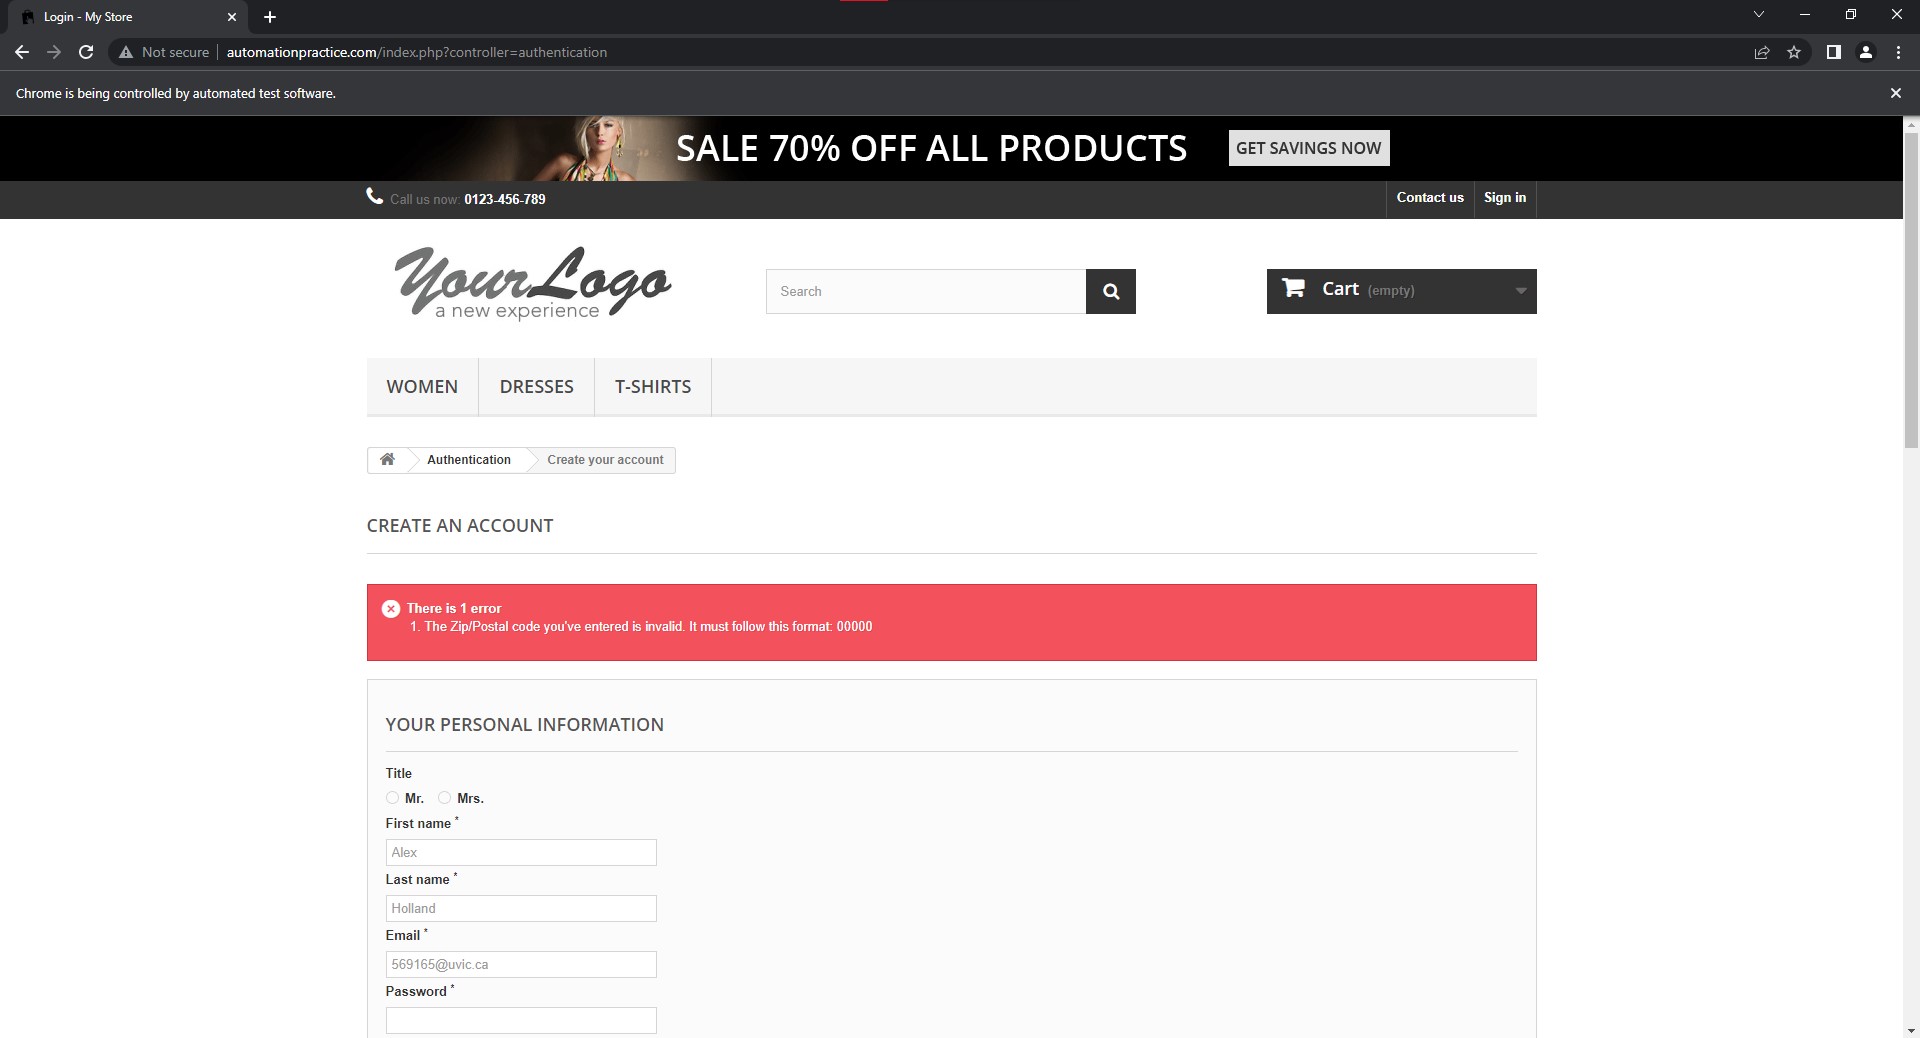 Login - My Store
Not secure
automationpractice.com/index.php?controller=authentication
Chrome is being controlled by automated test software.
SALE 70% OFF ALL PRODUCTS
GET SAVINGS NOW
Call us now: 0123-456-789
Contact us
Sign in
YourLogo
a new experience
Search
Cart (empty)
WOMEN
DRESSES
T-SHIRTS
Authentication
Create your account
CREATE AN ACCOUNT
There is 1 error
1. The Zip/Postal code you've entered is invalid. It must follow this format: 00000
YOUR PERSONAL INFORMATION
Title
Mr.
Mrs.
First name *
Alex
Last name *
Holland
Email *
569165@uvic.ca
Password *